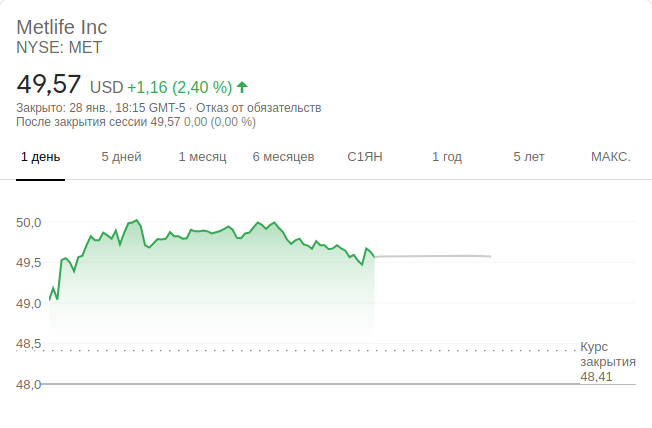 Metlife Inc
NYSE: MET
49,57 USD +1,16 (2,40 %)
Закрыто: 28 янв., 18:15 GMT-5 · Отказ от обязательств
После закрытия сессии 49,57 0,00 (0,00 %)
1 день 5 дней 1 месяц 6 месяцев С1ЯН 1 год 5 лет МАКС.
50,0
49,5
49,0
48,5
Курс
закрытия
48,41
48,0